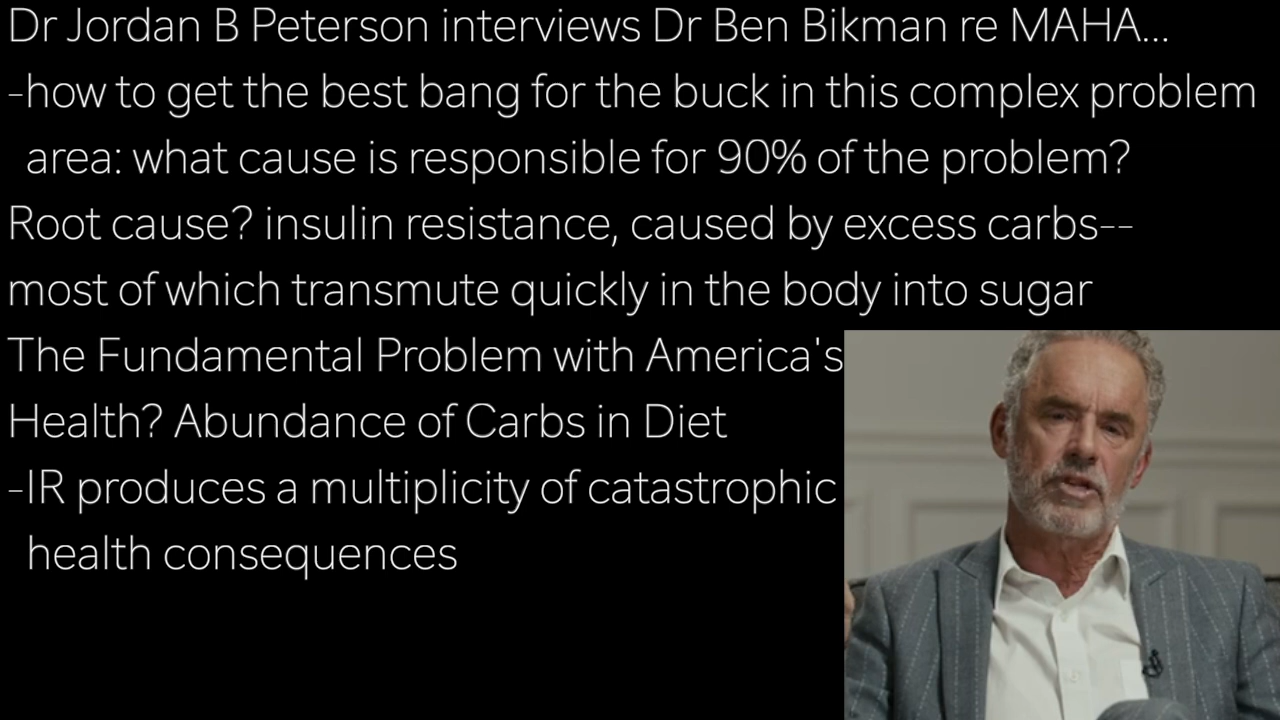 Dr Jordan B Peterson interviews Dr Ben Bikman re MAHA...
-how to get the best bang for the buck in this complex problem
area: what cause is responsible for 90% of the problem?
Root cause? insulin resistance, caused by excess carbs--
most of which transmute quickly in the body into sugar
The Fundamental Problem with America's
Health? Abundance of Carbs in Diet
-IR produces a multiplicity of catastrophic
health consequences